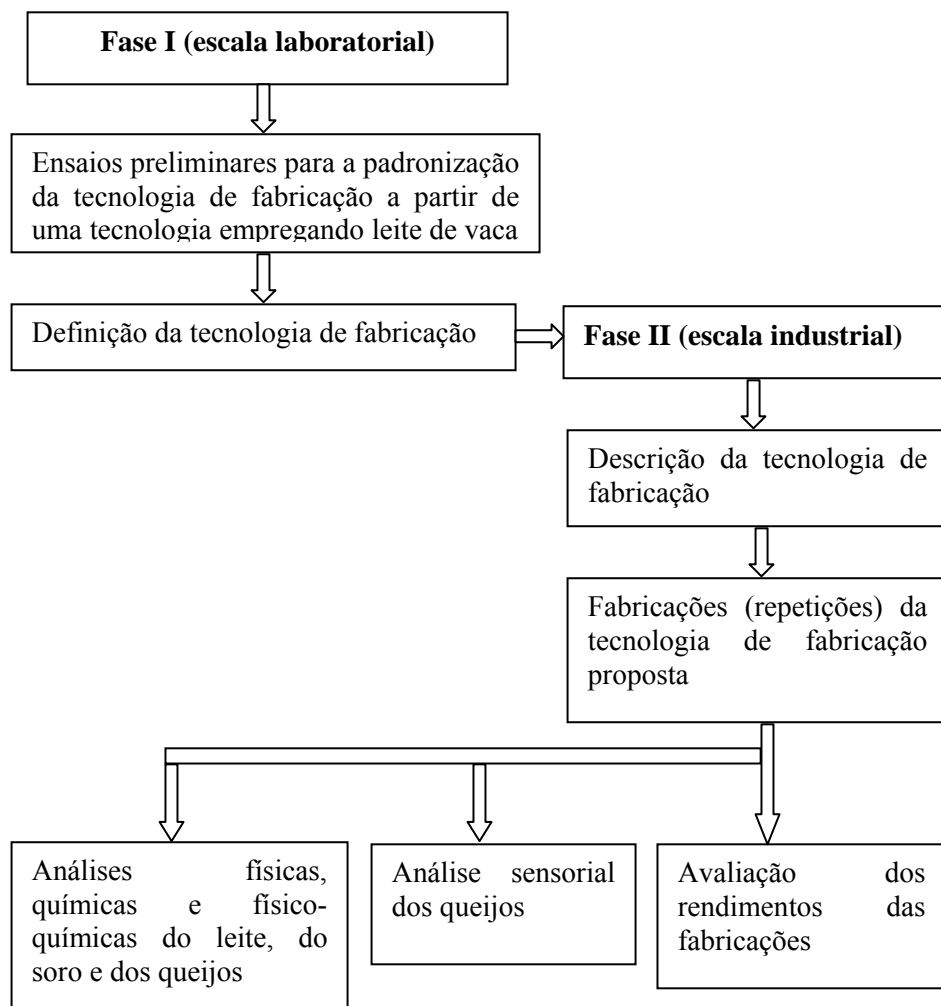 Fase I (escala laboratorial)
Ensaios preliminares para a padronização
da tecnologia de fabricação a partir de
uma tecnologia empregando leite de vaca
Definição da tecnologia de fabricação
Fase II (escala industrial)
Descrição da tecnologia de
fabricação
Fabricações (repetições) da
tecnologia de fabricação
proposta
Análises físicas,
químicas e físico-
químicas do leite, do
soro e dos queijos
Análise sensorial
dos queijos
Avaliação dos
rendimentos das
fabricações